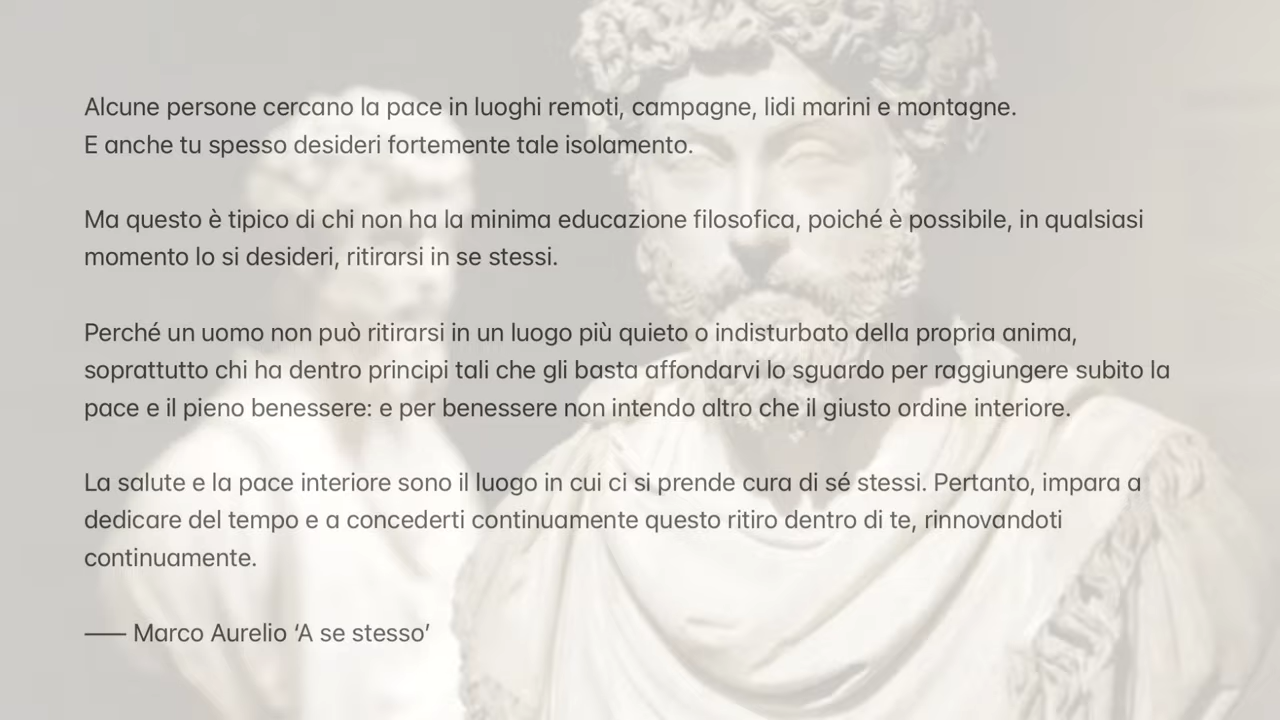 Alcune persone cercano la pace in luoghi remoti, campagne, lidi marini e montagne.
E anche tu spesso desideri fortemente tale isolamento.
Ma questo è tipico di chi non ha la minima educazione filosofica, poiché è possibile, in qualsiasi
momento lo si desideri, ritirarsi in se stessi.
Perché un uomo non può ritirarsi in un luogo più quieto o indisturbato della propria anima,
soprattutto chi ha dentro principi tali che gli basta affondarvi lo sguardo per raggiungere subito la
pace e il pieno benessere: e per benessere non intendo altro che il giusto ordine interiore.
La salute e la pace interiore sono il luogo in cui ci si prende cura di sé stessi. Pertanto, impara a
dedicare del tempo e a concederti continuamente questo ritiro dentro di te, rinnovandoti
continuamente.
—— Marco Aurelio ‘A se stesso’